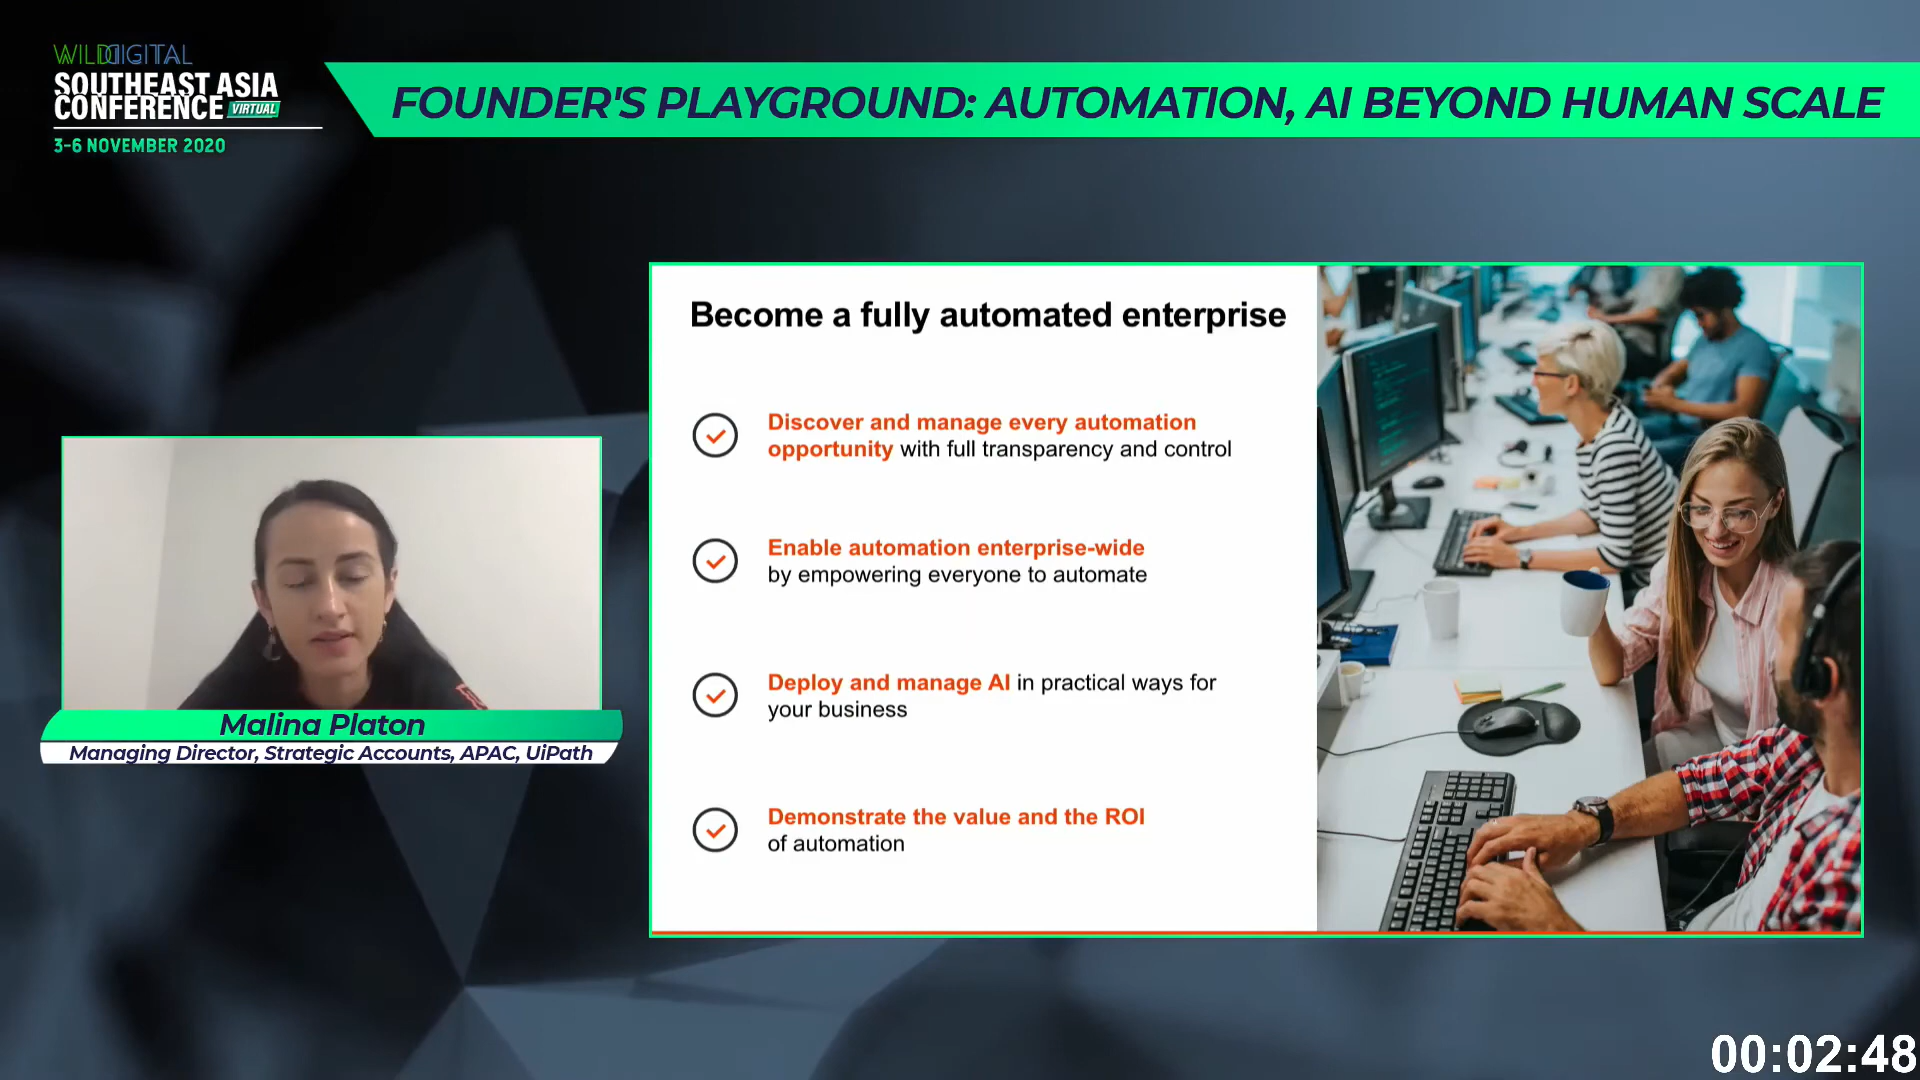 WILDDIGITAL
SOUTHEAST ASIA
CONFERENCE VIRTUAL
3-6 NOVEMBER 2020
FOUNDER'S PLAYGROUND: AUTOMATION, AI BEYOND HUMAN SCALE
Become a fully automated enterprise
Discover and manage every automation
opportunity with full transparency and control
Enable automation enterprise-wide
by empowering everyone to automate
Deploy and manage AI in practical ways for
your business
Demonstrate the value and the ROI
of automation
Malina Platon
Managing Director, Strategic Accounts, APAC, UiPath
00:02:48